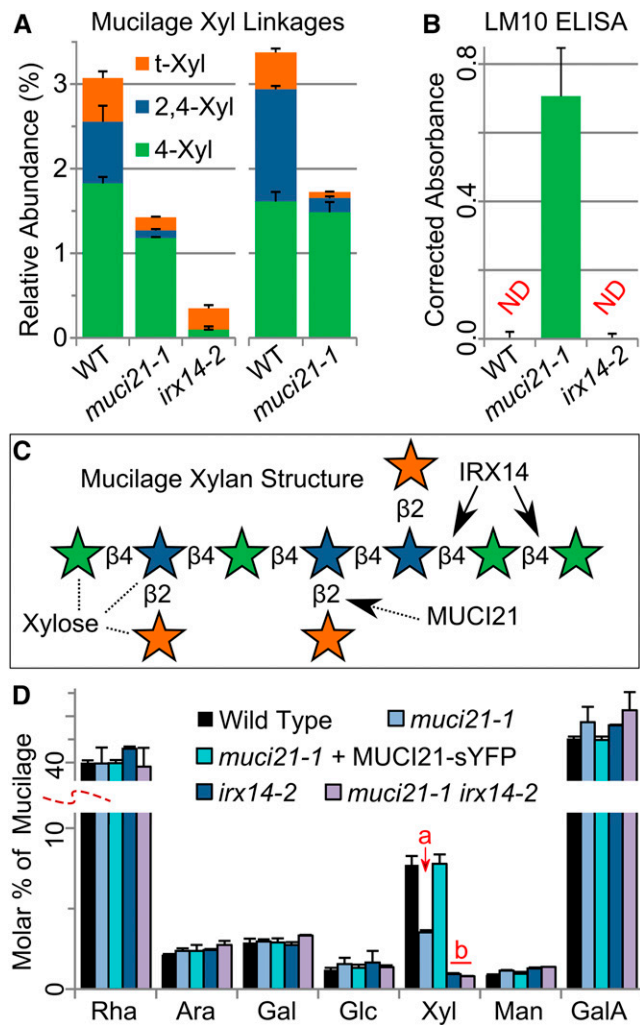 A Mucilage Xyl Linkages
Relative Abundance (%)
3
2
1
0
t-Xyl
2,4-Xyl
4-Xyl
WT
muci21-1
irx14-2
WT
muci21-1
B LM10 ELISA
Corrected Absorbance
0.8
0.4
0.0
ND
ND
WT
muci21-1
irx14-2
C
Mucilage Xylan Structure
IRX14
β2
β4 β4 β4 β4 β4 β4
β2 β2
Xylose
MUCI21
D
Molar % of Mucilage
40
10
0
Wild Type muci21-1
muci21-1 + MUCI21-sYFP
irx14-2 muci21-1 irx14-2
a
b
Rha Ara Gal Glc Xyl Man GalA